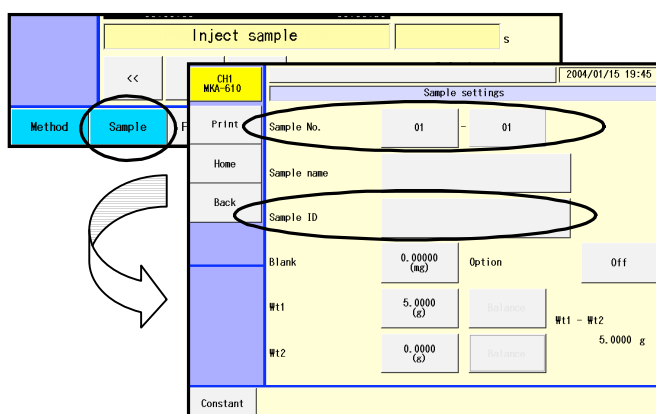 Inject sample s
<<
Method Sample F
CH1 2004/01/15 19:45
MKA-610
Sample settings
Print
Sample No. 01 - 01
Home
Sample name
Back
Sample ID
Blank 0.00000 (mg) Option Off
Wt1 5.0000 (g) Balance
Wt1 - Wt2
5.0000 g
Wt2 0.0000 (g) Balance
Constant